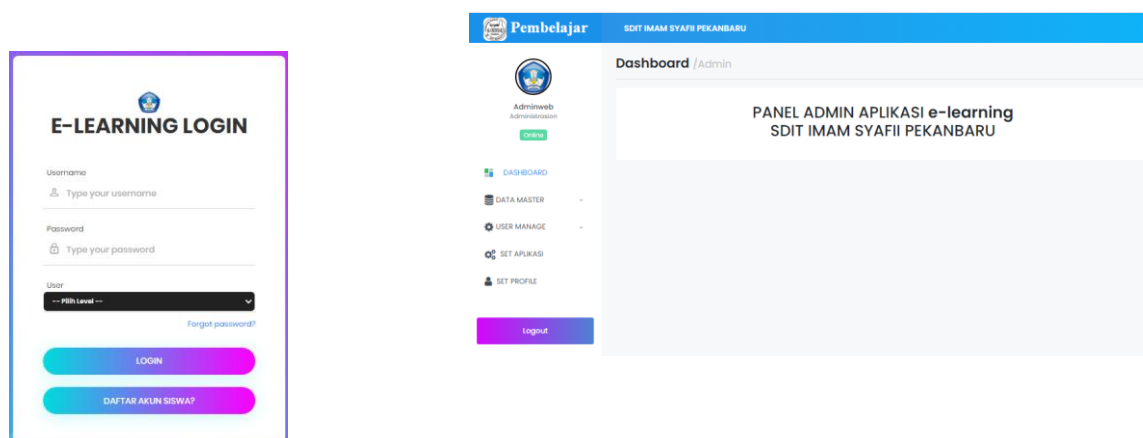 E-LEARNING LOGIN
Username
Type your username
Password
Type your password
User
-- Pilih Level --
Forgot password?
LOGIN
DAFTAR AKUN SISWA?
Pembelajar
SDIT IMAM SYAFII PEKANBARU
Dashboard /Admin
Adminweb
Administrasion
Online
PANEL ADMIN APLIKASI e-learning
SDIT IMAM SYAFII PEKANBARU
DASHBOARD
DATA MASTER
USER MANAGE
SET APLIKASI
SET PROFILE
Logout